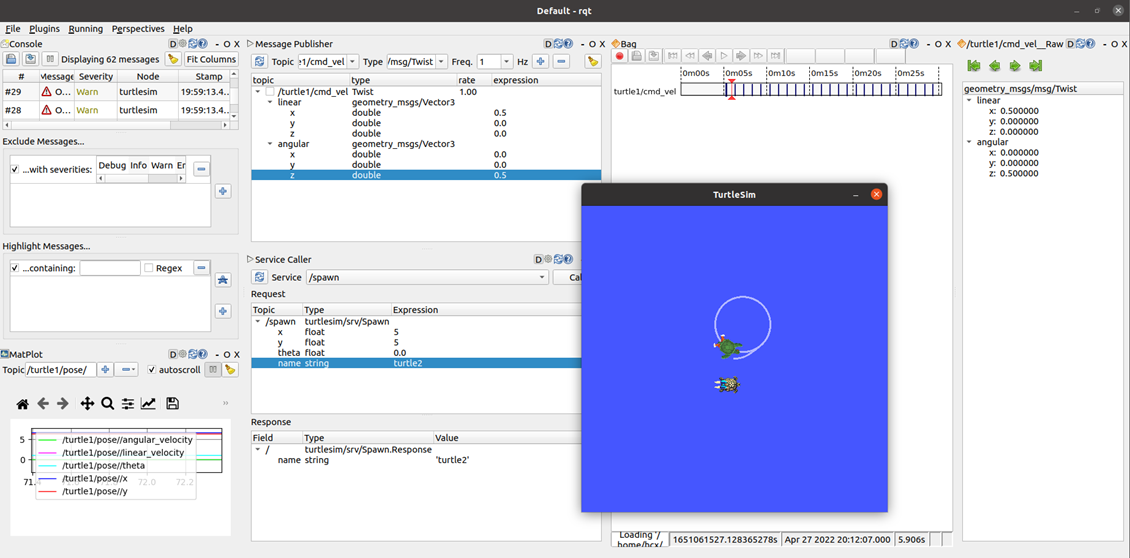 Default - rqt
File Plugins Running Perspectives Help
Console
D - O X
Displaying 62 messages Fit Columns
# Message Severity Node Stamp
#29 O... Warn turtlesim 19:59:13.4...
#28 O... Warn turtlesim 19:59:13.4...
Exclude Messages...
...with severities: Debug Info Warn Er
Highlight Messages...
...containing: Regex
MatPlot
D - O X
Topic /turtle1/pose/ autoscroll
»
5
0
/turtle1/pose//angular_velocity
/turtle1/pose//linear_velocity
/turtle1/pose//theta
/turtle1/pose//x
/turtle1/pose//y
72.0 72.2
Message Publisher
D - O X
Topic e1/cmd_vel Type /msg/Twist Freq. 1 Hz
topic type rate expression
/turtle1/cmd_vel Twist 1.00
linear geometry_msgs/Vector3
x double 0.5
y double 0.0
z double 0.0
angular geometry_msgs/Vector3
x double 0.0
y double 0.0
z double 0.5
Service Caller
D
Service /spawn Cal
Request
Topic Type Expression
/spawn turtlesim/srv/Spawn
x float 5
y float 5
theta float 0.0
name string turtle2
Response
Field Type Value
/ turtlesim/srv/Spawn.Response
name string 'turtle2'
Bag
D - O X
0m00s 0m05s 0m10s 0m15s 0m20s 0m25s
turtle1/cmd_vel
TurtleSim
Loading '/
home/hcx/
1651061527.128365278s Apr 27 2022 20:12:07.000 5.906s
/turtle1/cmd_vel__Raw
D - O X
geometry_msgs/msg/Twist
linear
x: 0.500000
y: 0.000000
z: 0.000000
angular
x: 0.000000
y: 0.000000
z: 0.500000